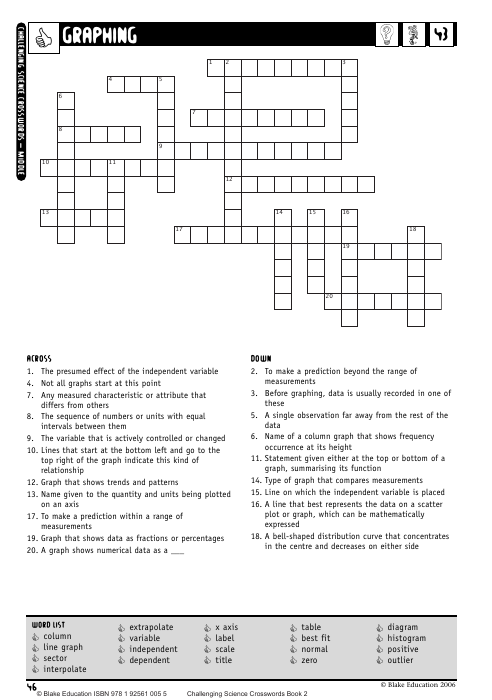 GRAPHING
43
CHALLENGING SCIENCE CROSSWORDS – MIDDLE
1 2 3
4 5
6
7
8
9
10 11
12
13 14 15 16
17 18
19
20
ACROSS
1. The presumed effect of the independent variable
4. Not all graphs start at this point
7. Any measured characteristic or attribute that
differs from others
8. The sequence of numbers or units with equal
intervals between them
9. The variable that is actively controlled or changed
10. Lines that start at the bottom left and go to the
top right of the graph indicate this kind of
relationship
12. Graph that shows trends and patterns
13. Name given to the quantity and units being plotted
on an axis
17. To make a prediction within a range of
measurements
19. Graph that shows data as fractions or percentages
20. A graph shows numerical data as a ___
DOWN
2. To make a prediction beyond the range of
measurements
3. Before graphing, data is usually recorded in one of
these
5. A single observation far away from the rest of the
data
6. Name of a column graph that shows frequency
occurrence at its height
11. Statement given either at the top or bottom of a
graph, summarising its function
14. Type of graph that compares measurements
15. Line on which the independent variable is placed
16. A line that best represents the data on a scatter
plot or graph, which can be mathematically
expressed
18. A bell-shaped distribution curve that concentrates
in the centre and decreases on either side
WORD LIST
column
line graph
sector
interpolate
extrapolate
variable
independent
dependent
x axis
label
scale
title
table
best fit
normal
zero
diagram
histogram
positive
outlier
46
© Blake Education 2006
© Blake Education ISBN 978 1 92561 005 5 Challenging Science Crosswords Book 2